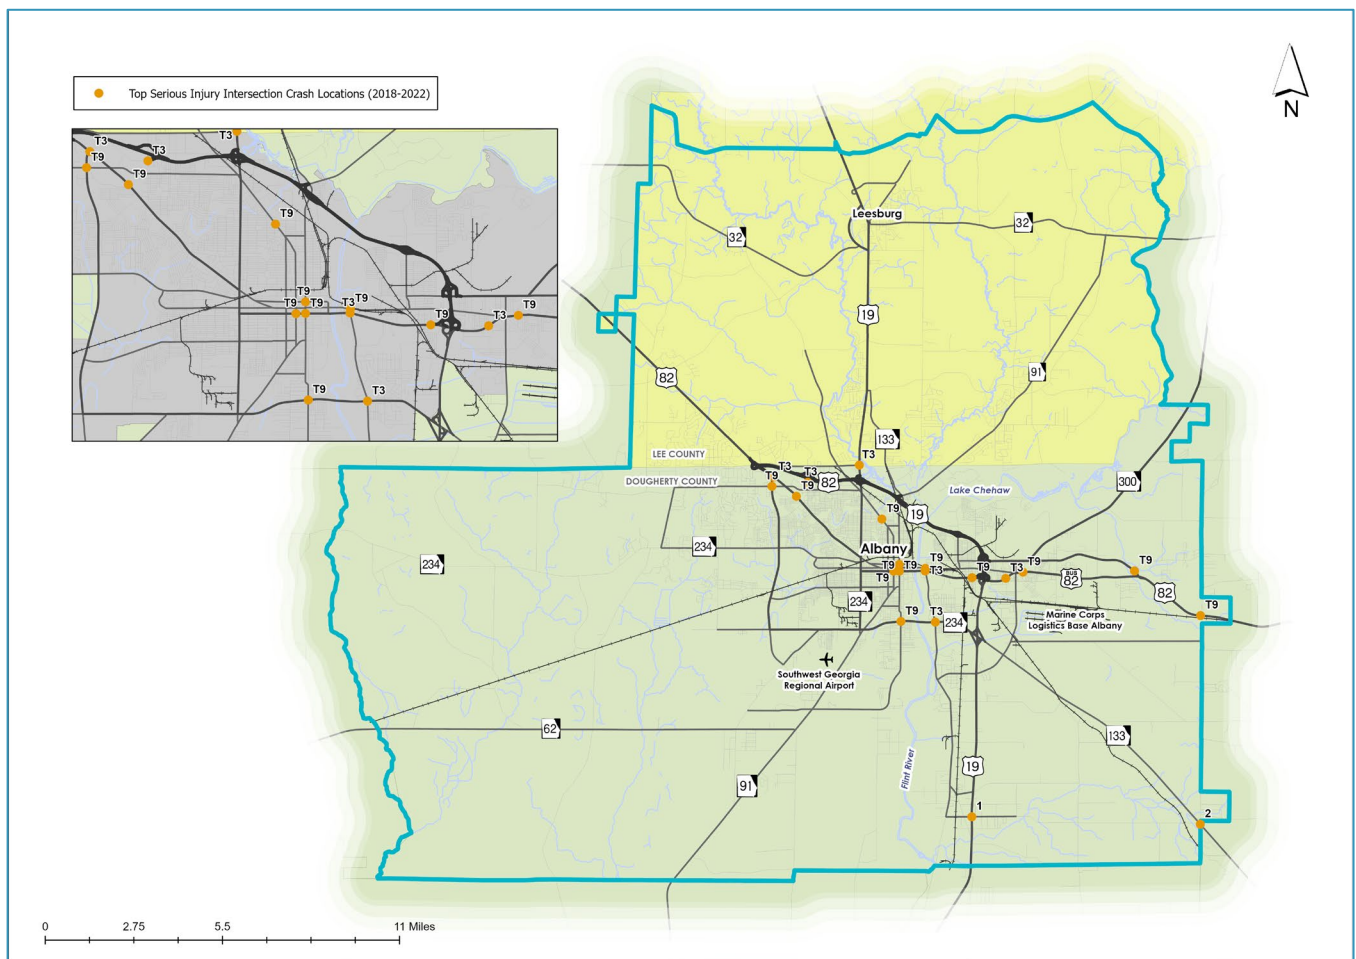 Top Serious Injury Intersection Crash Locations (2018-2022)
N
T3
T3
T3
T9
T9
T9
T9
T9
T9
T3
T9
T9
T3
T9
T9
T3
Leesburg
32
32
19
82
91
133
LEE COUNTY
DOUGHERTY COUNTY
T3
T3
T3
T9
T9
82
Lake Chehaw
300
T9
19
234
234
Albany
T9
T9
T9
T9
T3
T9
T3
T9
BUS
82
T9
82
T9
234
T9
T3
234
Marine Corps
Logistics Base Albany
Southwest Georgia
Regional Airport
62
133
91
Flint River
19
1
2
0
2.75
5.5
11 Miles